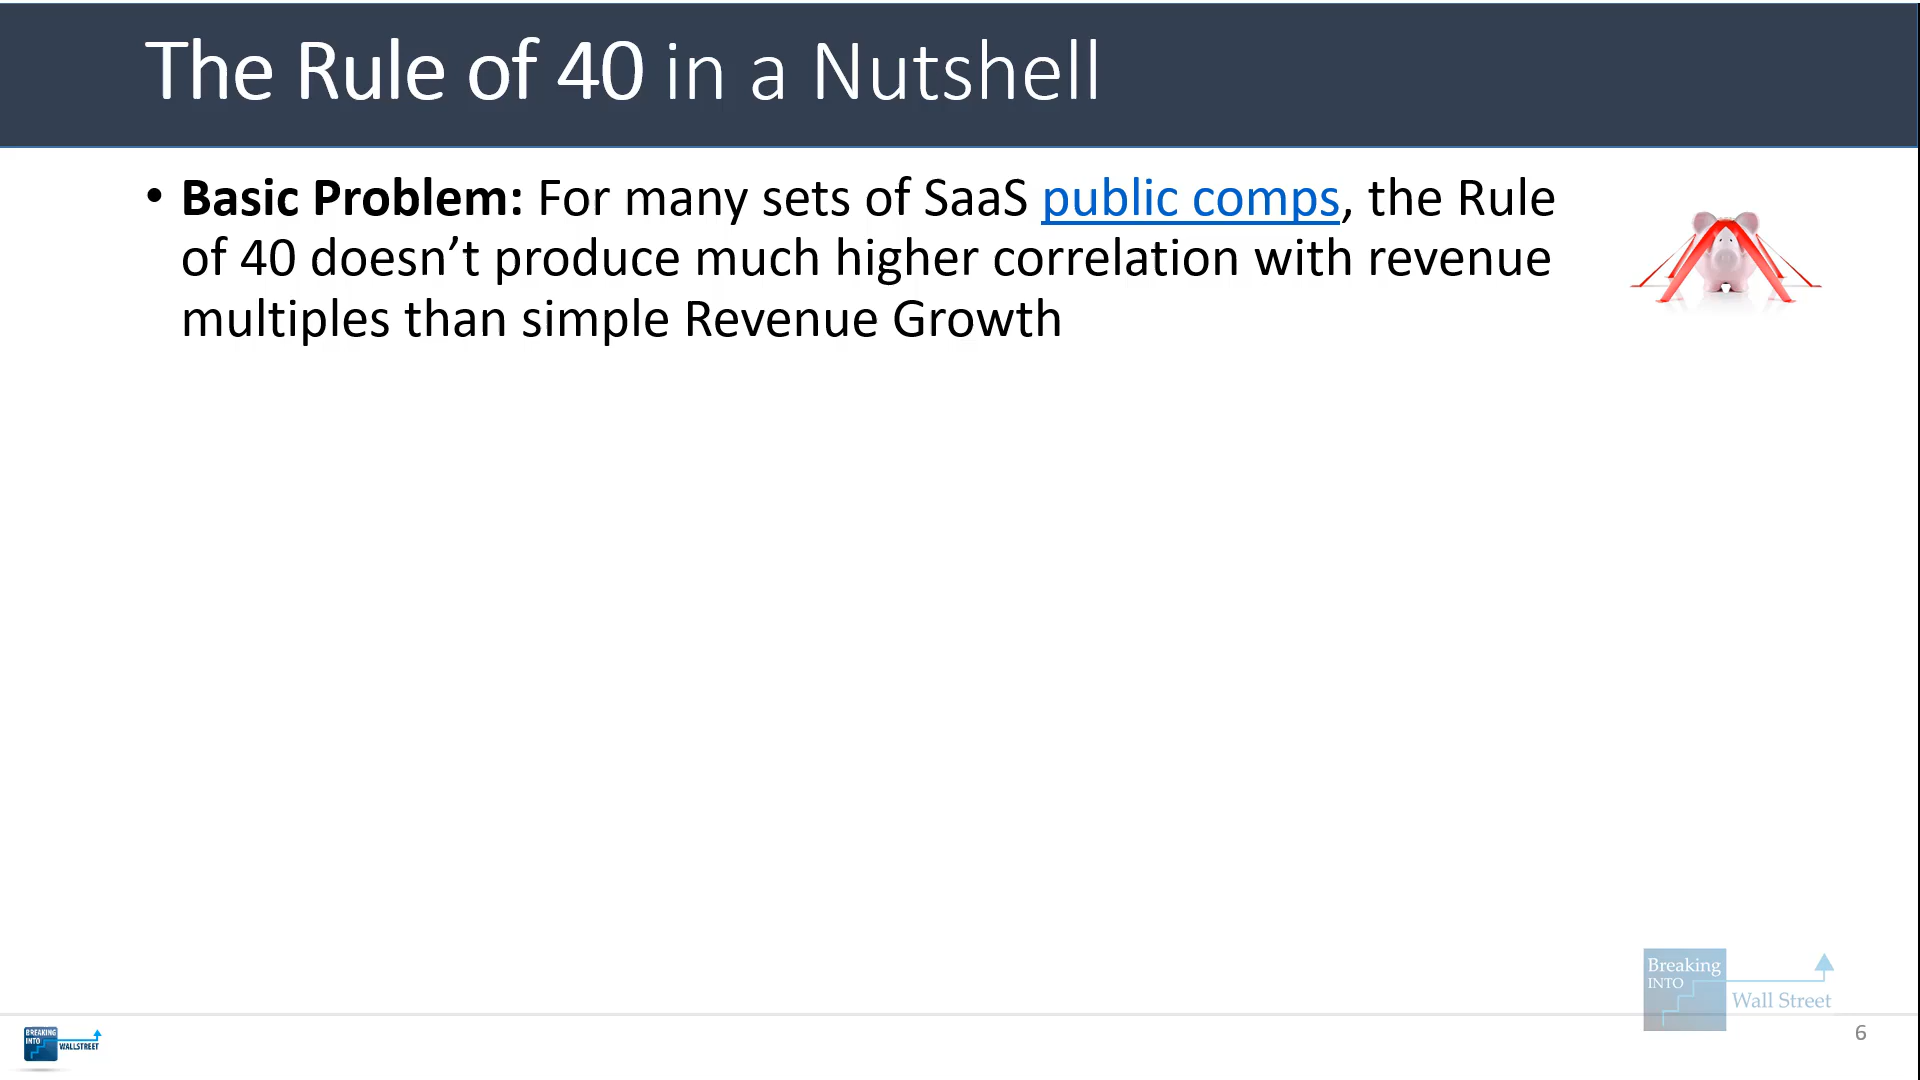 The Rule of 40 in a Nutshell
• Basic Problem: For many sets of SaaS public comps, the Rule
of 40 doesn’t produce much higher correlation with revenue
multiples than simple Revenue Growth
Breaking
INTO
Wall Street
BREAKING
INTO
WALLSTREET
6